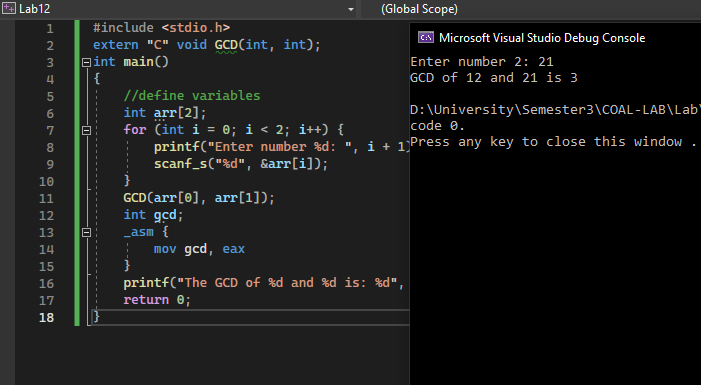 Lab12
(Global Scope)
1 #include <stdio.h>
2 extern "C" void GCD(int, int);
3 int main()
4 {
5 //define variables
6 int arr[2];
7 for (int i = 0; i < 2; i++) {
8 printf("Enter number %d: ", i + 1)
9 scanf_s("%d", &arr[i]);
10 }
11 GCD(arr[0], arr[1]);
12 int gcd;
13 _asm {
14 mov gcd, eax
15 }
16 printf("The GCD of %d and %d is: %d",
17 return 0;
18 }
Microsoft Visual Studio Debug Console
Enter number 2: 21
GCD of 12 and 21 is 3
D:\University\Semester3\COAL-LAB\Lab\
code 0.
Press any key to close this window .